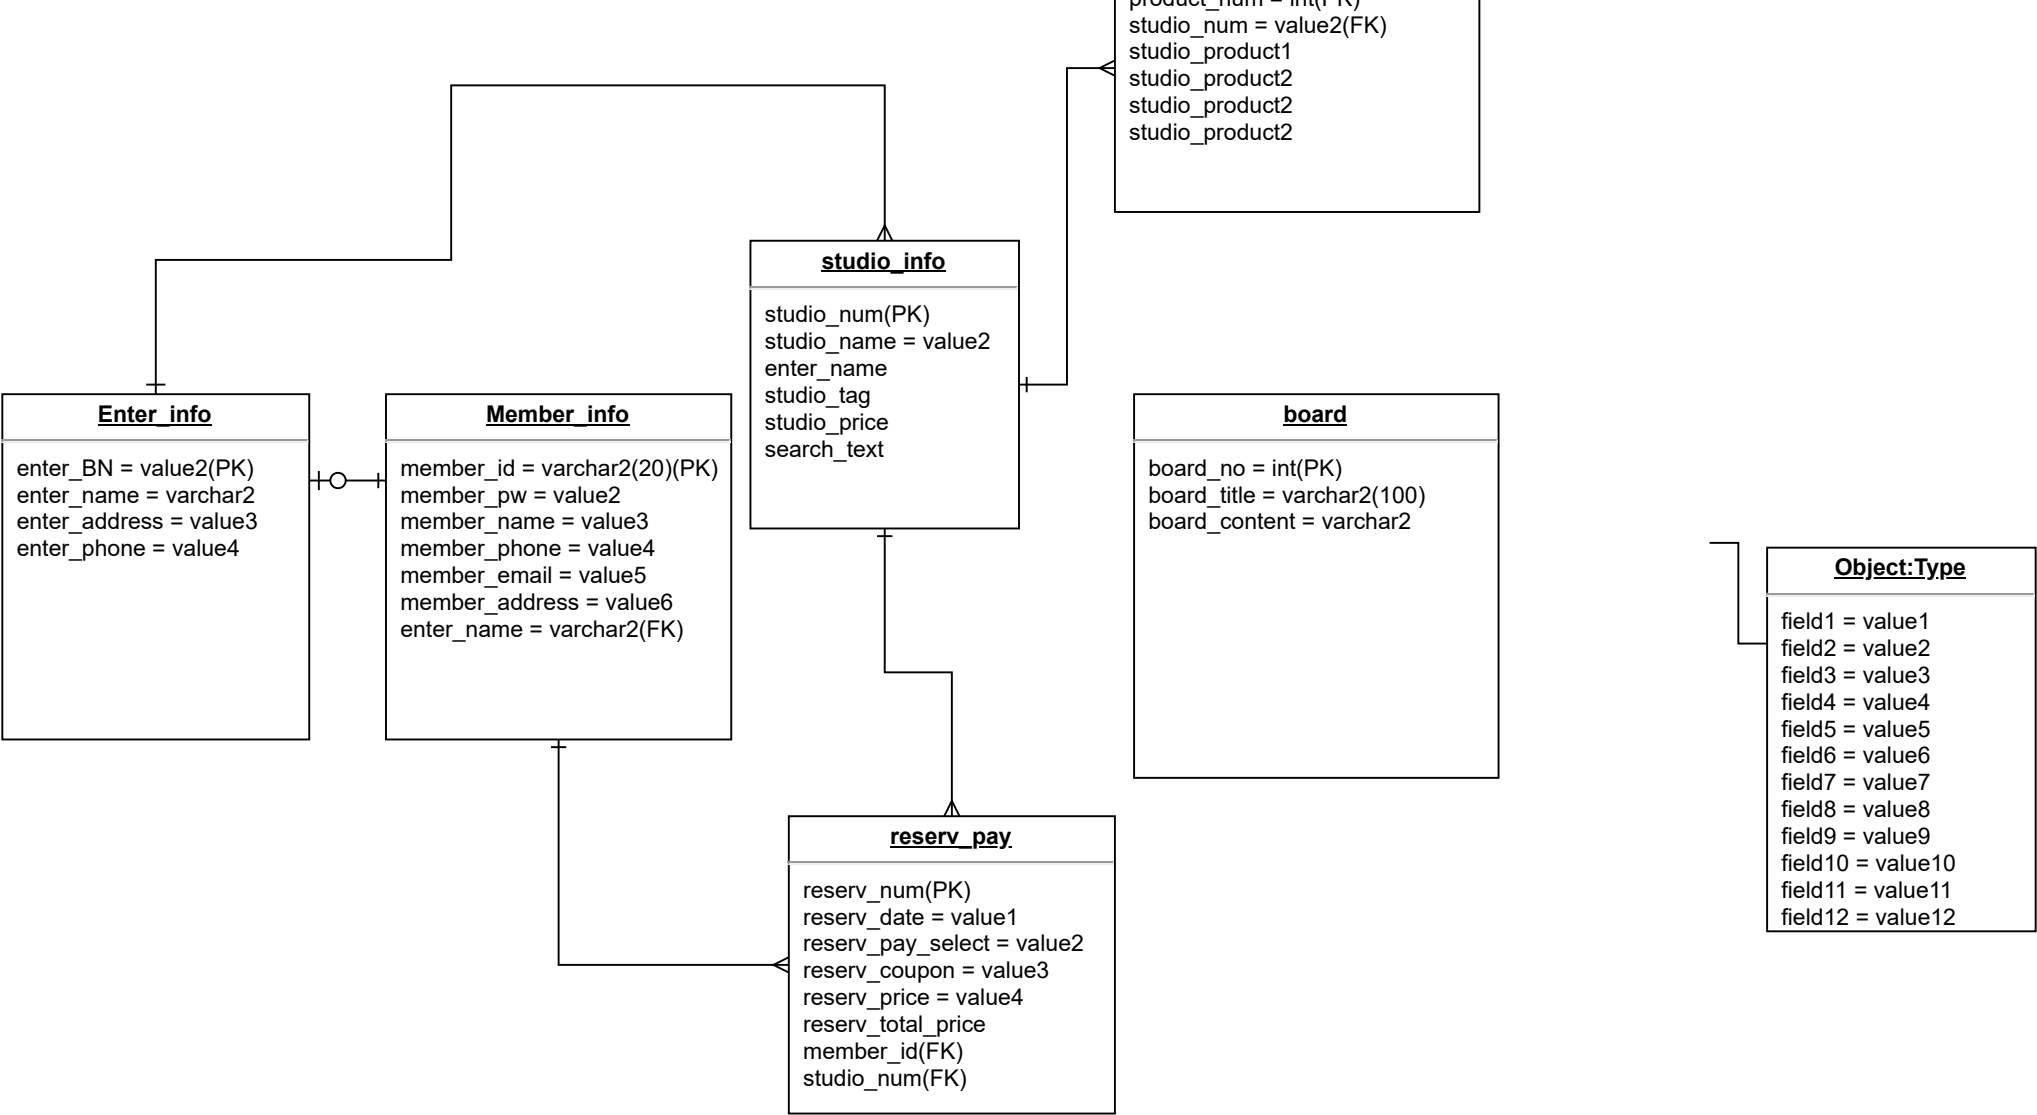 product_num = int(PK)
studio_num = value2(FK)
studio_product1
studio_product2
studio_product2
studio_product2
studio_info
studio_num(PK)
studio_name = value2
enter_name
studio_tag
studio_price
search_text
Enter_info
enter_BN = value2(PK)
enter_name = varchar2
enter_address = value3
enter_phone = value4
Member_info
member_id = varchar2(20)(PK)
member_pw = value2
member_name = value3
member_phone = value4
member_email = value5
member_address = value6
enter_name = varchar2(FK)
board
board_no = int(PK)
board_title = varchar2(100)
board_content = varchar2
Object:Type
field1 = value1
field2 = value2
field3 = value3
field4 = value4
field5 = value5
field6 = value6
field7 = value7
field8 = value8
field9 = value9
field10 = value10
field11 = value11
field12 = value12
reserv_pay
reserv_num(PK)
reserv_date = value1
reserv_pay_select = value2
reserv_coupon = value3
reserv_price = value4
reserv_total_price
member_id(FK)
studio_num(FK)